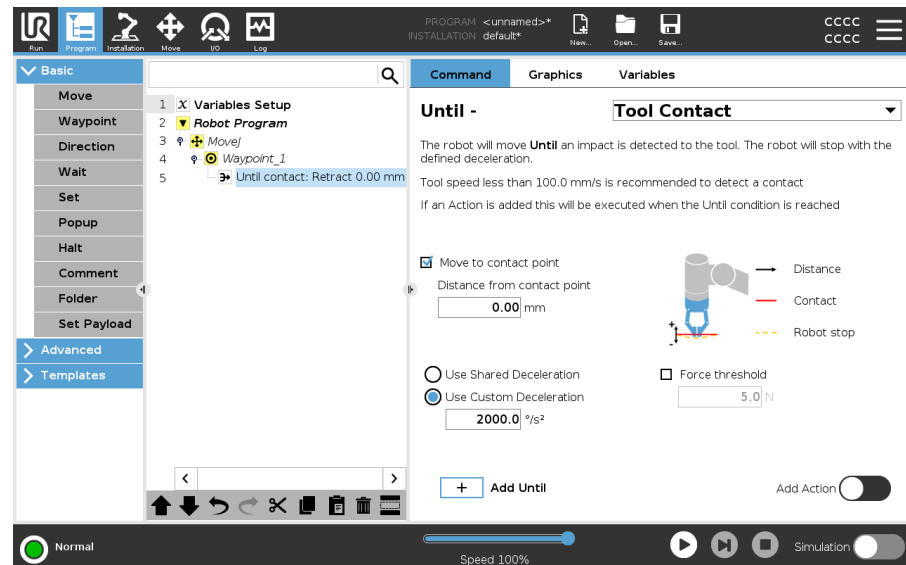 PROGRAM <unnamed>*
INSTALLATION default*
CCCC
CCCC
UR
Run
Program
Installation
Move
I/O
Log
New...
Open...
Save...
Basic
Move
Waypoint
Direction
Wait
Set
Popup
Halt
Comment
Folder
Set Payload
Advanced
Templates
1 X Variables Setup
2 Robot Program
3 MoveJ
4 Waypoint_1
5 Until contact: Retract 0.00 mm
Command Graphics Variables
Until - Tool Contact
The robot will move Until an impact is detected to the tool. The robot will stop with the
defined deceleration.
Tool speed less than 100.0 mm/s is recommended to detect a contact
If an Action is added this will be executed when the Until condition is reached
Move to contact point
Distance from contact point
0.00 mm
+
-
Distance
Contact
Robot stop
Use Shared Deceleration
Use Custom Deceleration
2000.0 °/s²
Force threshold
5.0 N
+ Add Until
Add Action
Normal
Speed 100%
Simulation